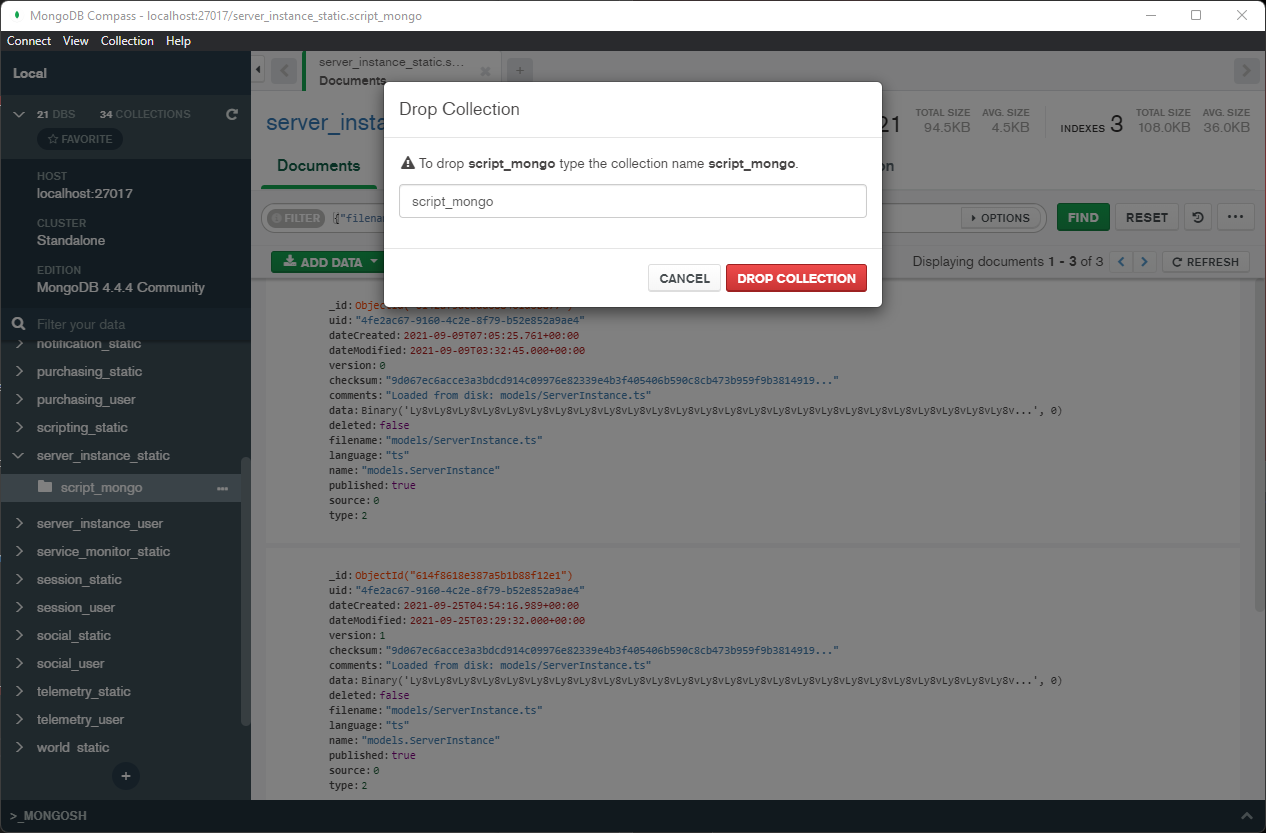 MongoDB Compass - localhost:27017/server_instance_static.script_mongo
Connect View Collection Help
Local
21 DBS 34 COLLECTIONS
FAVORITE
HOST
localhost:27017
CLUSTER
Standalone
EDITION
MongoDB 4.4.4 Community
Filter your data
notification_static
purchasing_static
purchasing_user
scripting_static
server_instance_static
script_mongo
server_instance_user
service_monitor_static
session_static
session_user
social_static
social_user
telemetry_static
telemetry_user
world_static
+
>_MONGOSH
server_instance_static.s...
Documents
+
server_insta
21
TOTAL SIZE AVG. SIZE
94.5KB 4.5KB
INDEXES 3
TOTAL SIZE AVG. SIZE
108.0KB 36.0KB
Documents
on
FILTER {"filenam
OPTIONS
FIND
RESET
ADD DATA
Displaying documents 1 - 3 of 3
REFRESH
Drop Collection
To drop script_mongo type the collection name script_mongo.
script_mongo
CANCEL
DROP COLLECTION
uid: "4fe2ac67-9160-4c2e-8f79-b52e852a9ae4"
dateCreated: 2021-09-09T07:05:25.761+00:00
dateModified: 2021-09-09T03:32:45.000+00:00
version: 0
checksum: "9d067ec6acce3a3bdcd914c09976e82339e4b3f405406b590c8cb473b959f9b3814919..."
comments: "Loaded from disk: models/ServerInstance.ts"
data: Binary('Ly8vLy8vLy8vLy8vLy8vLy8vLy8vLy8vLy8vLy8vLy8vLy8vLy8vLy8vLy8vLy8vLy8vLy8vLy8vLy8vLy8vLy8vLy8vLy8vLy8v...', 0)
deleted: false
filename: "models/ServerInstance.ts"
language: "ts"
name: "models.ServerInstance"
published: true
source: 0
type: 2
_id: ObjectId("614f8618e387a5b1b88f12e1")
uid: "4fe2ac67-9160-4c2e-8f79-b52e852a9ae4"
dateCreated: 2021-09-25T04:54:16.989+00:00
dateModified: 2021-09-25T03:29:32.000+00:00
version: 1
checksum: "9d067ec6acce3a3bdcd914c09976e82339e4b3f405406b590c8cb473b959f9b3814919..."
comments: "Loaded from disk: models/ServerInstance.ts"
data: Binary('Ly8vLy8vLy8vLy8vLy8vLy8vLy8vLy8vLy8vLy8vLy8vLy8vLy8vLy8vLy8vLy8vLy8vLy8vLy8vLy8vLy8vLy8vLy8vLy8vLy8v...', 0)
deleted: false
filename: "models/ServerInstance.ts"
language: "ts"
name: "models.ServerInstance"
published: true
source: 0
type: 2